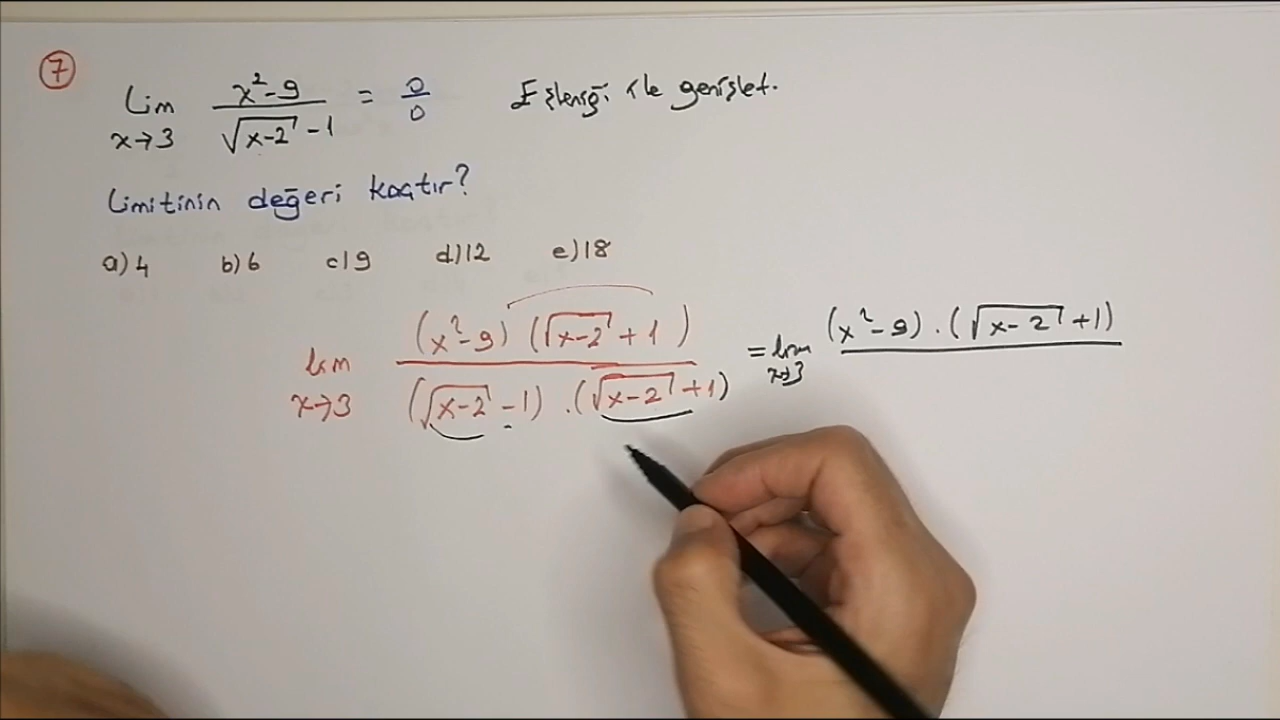 7
lim x→3 (x²-9)/(√(x-2) -1) = 0/0 Eşleniği ile genişlet.
Limitinin değeri kaçtır?
a) 4 b) 6 c) 9 d) 12 e) 18
lim x→3 (x²-9) (√(x-2) + 1) / (√(x-2) -1) . (√(x-2) +1) = lim x→3 (x²-9) . (√(x-2) +1)